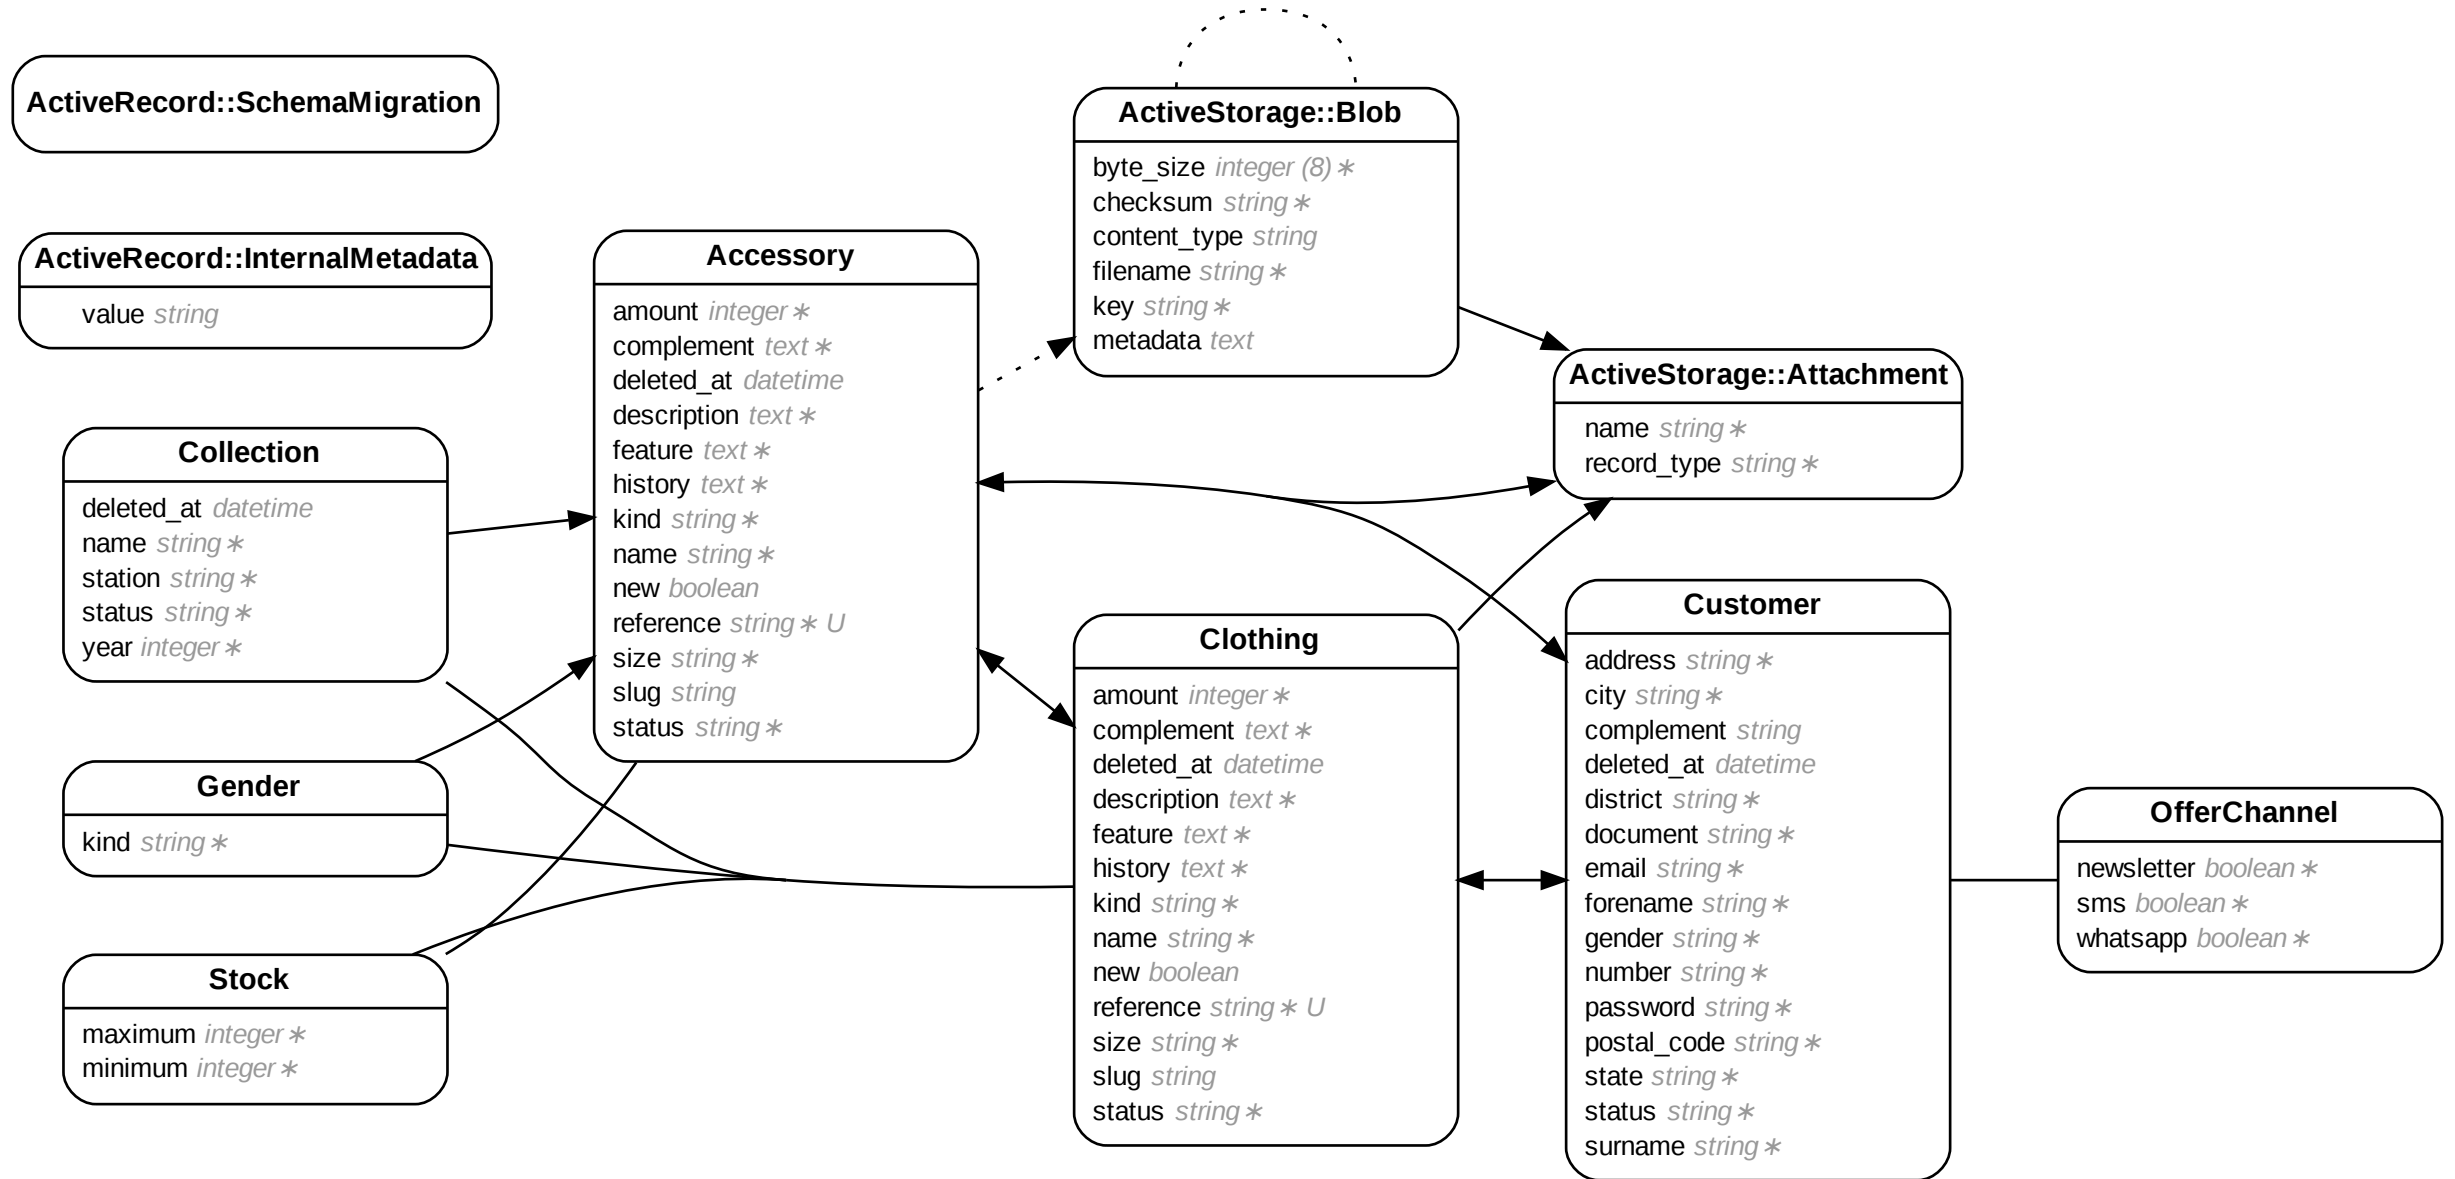 ActiveRecord::SchemaMigration
ActiveRecord::InternalMetadata
value string
Collection
deleted_at datetime
name string ∗
station string ∗
status string ∗
year integer ∗
Gender
kind string ∗
Stock
maximum integer ∗
minimum integer ∗
Accessory
amount integer ∗
complement text ∗
deleted_at datetime
description text ∗
feature text ∗
history text ∗
kind string ∗
name string ∗
new boolean
reference string ∗ U
size string ∗
slug string
status string ∗
ActiveStorage::Blob
byte_size integer (8) ∗
checksum string ∗
content_type string
filename string ∗
key string ∗
metadata text
Clothing
amount integer ∗
complement text ∗
deleted_at datetime
description text ∗
feature text ∗
history text ∗
kind string ∗
name string ∗
new boolean
reference string ∗ U
size string ∗
slug string
status string ∗
ActiveStorage::Attachment
name string ∗
record_type string ∗
Customer
address string ∗
city string ∗
complement string
deleted_at datetime
district string ∗
document string ∗
email string ∗
forename string ∗
gender string ∗
number string ∗
password string ∗
postal_code string ∗
state string ∗
status string ∗
surname string ∗
OfferChannel
newsletter boolean ∗
sms boolean ∗
whatsapp boolean ∗